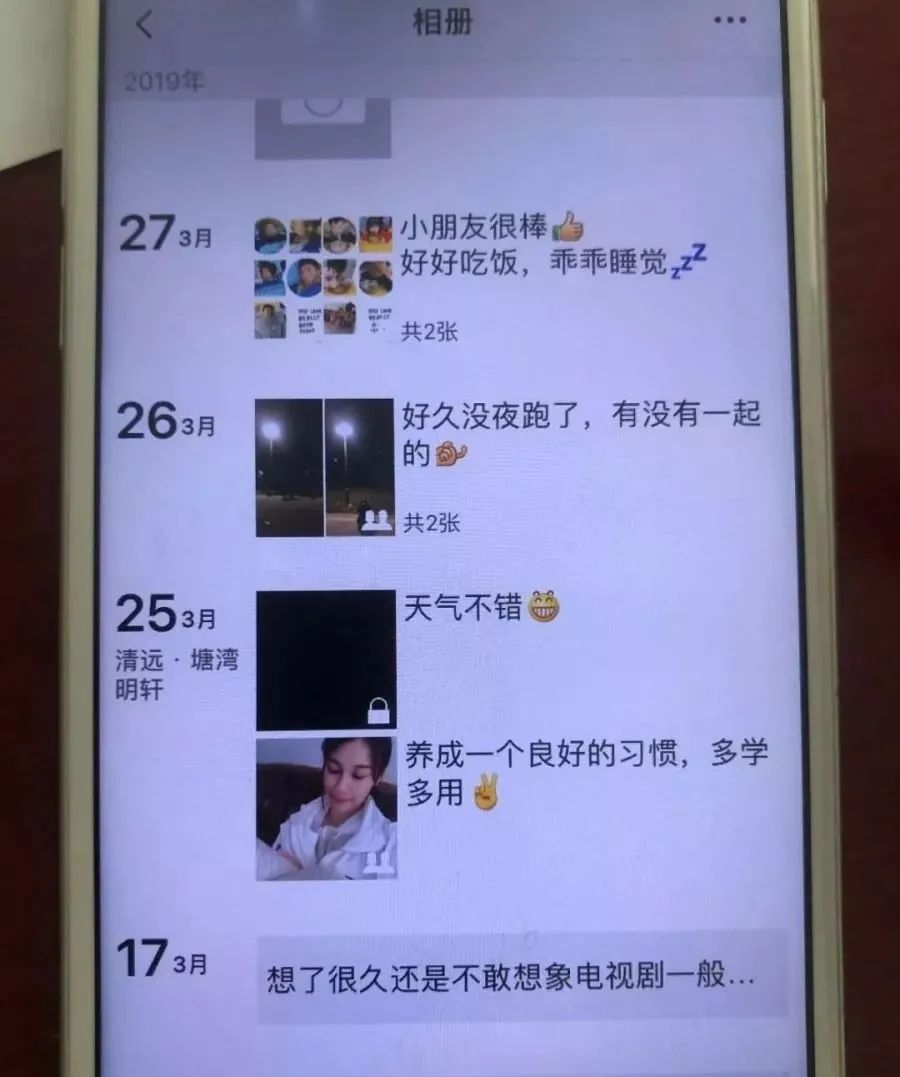 相册
2019年
27 3月
小朋友很棒👍
好好吃饭，乖乖睡觉💤
共2张
26 3月
好久没夜跑了，有没有一起
的
共2张
25 3月
清远·塘湾
明轩
天气不错😁
养成一个良好的习惯，多学
多用✌
17 3月
想了很久还是不敢想象电视剧一般...